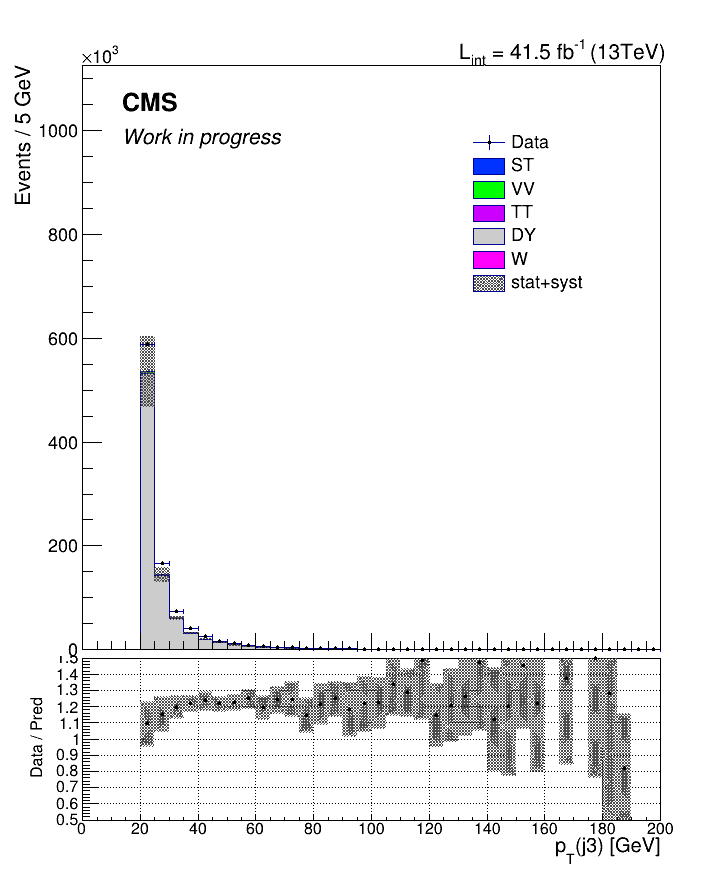 ×10³
L_int = 41.5 fb⁻¹ (13TeV)
Events / 5 GeV
CMS
Work in progress
Data
ST
VV
TT
DY
W
stat+syst
1000
800
600
400
200
0
1.5
1.4
1.3
1.2
1.1
1
0.9
0.8
0.7
0.6
0.5
Data / Pred
0 20 40 60 80 100 120 140 160 180 200
p_T(j3) [GeV]